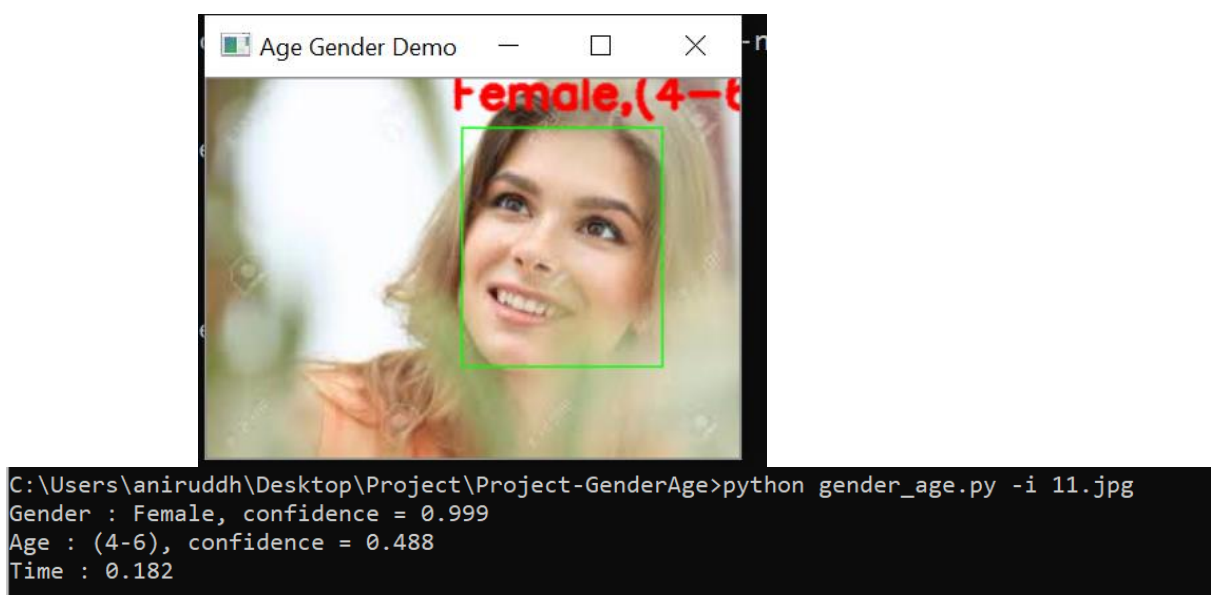 Age Gender Demo
Female,(4-6
C:\Users\aniruddh\Desktop\Project\Project-GenderAge>python gender_age.py -i 11.jpg
Gender : Female, confidence = 0.999
Age : (4-6), confidence = 0.488
Time : 0.182